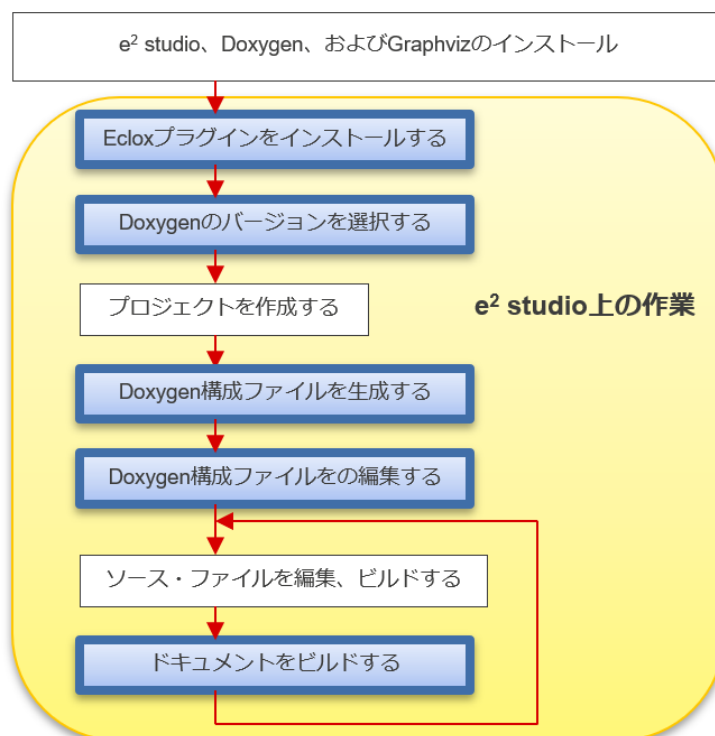 e² studio、Doxygen、およびGraphvizのインストール
Ecloxプラグインをインストールする
Doxygenのバージョンを選択する
プロジェクトを作成する
e² studio上の作業
Doxygen構成ファイルを生成する
Doxygen構成ファイルをの編集する
ソース・ファイルを編集、ビルドする
ドキュメントをビルドする